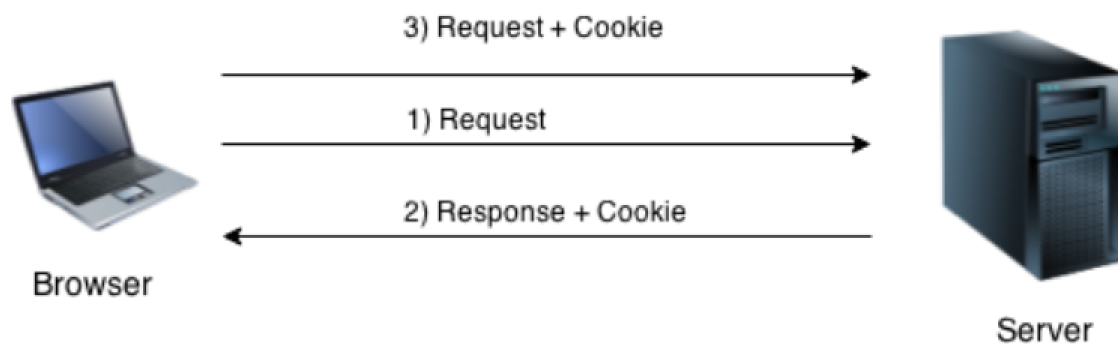 3) Request + Cookie
1) Request
2) Response + Cookie
Browser
Server